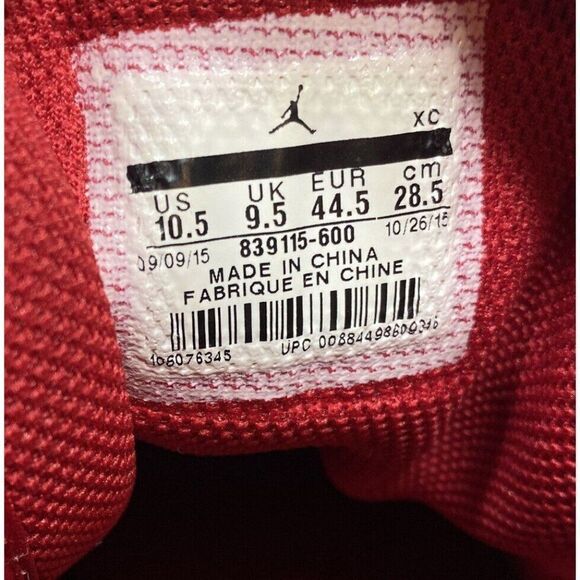 XC
US UK EUR cm
10.5 9.5 44.5 28.5
09/09/15 839115-600 10/26/15
MADE IN CHINA
FABRIQUE EN CHINE
106076345 UPC